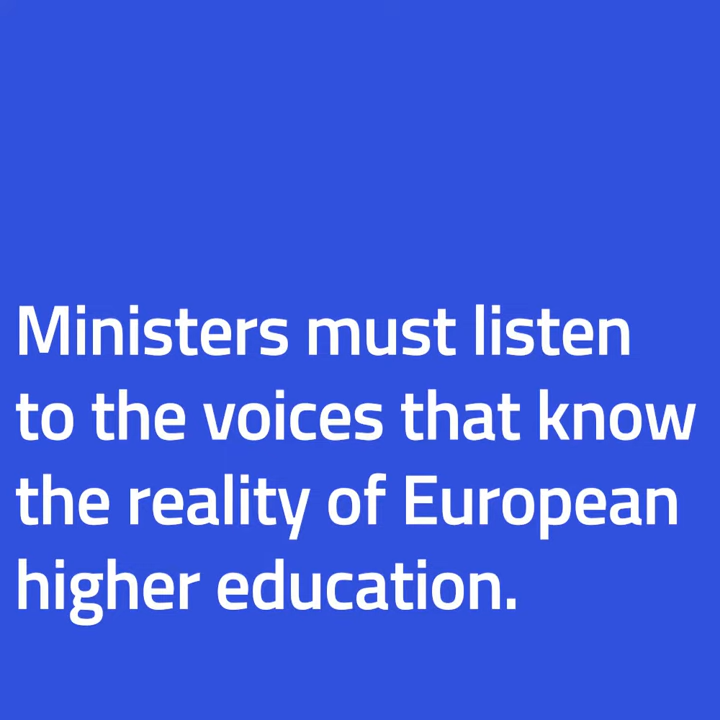 Ministers must listen
to the voices that know
the reality of European
higher education.